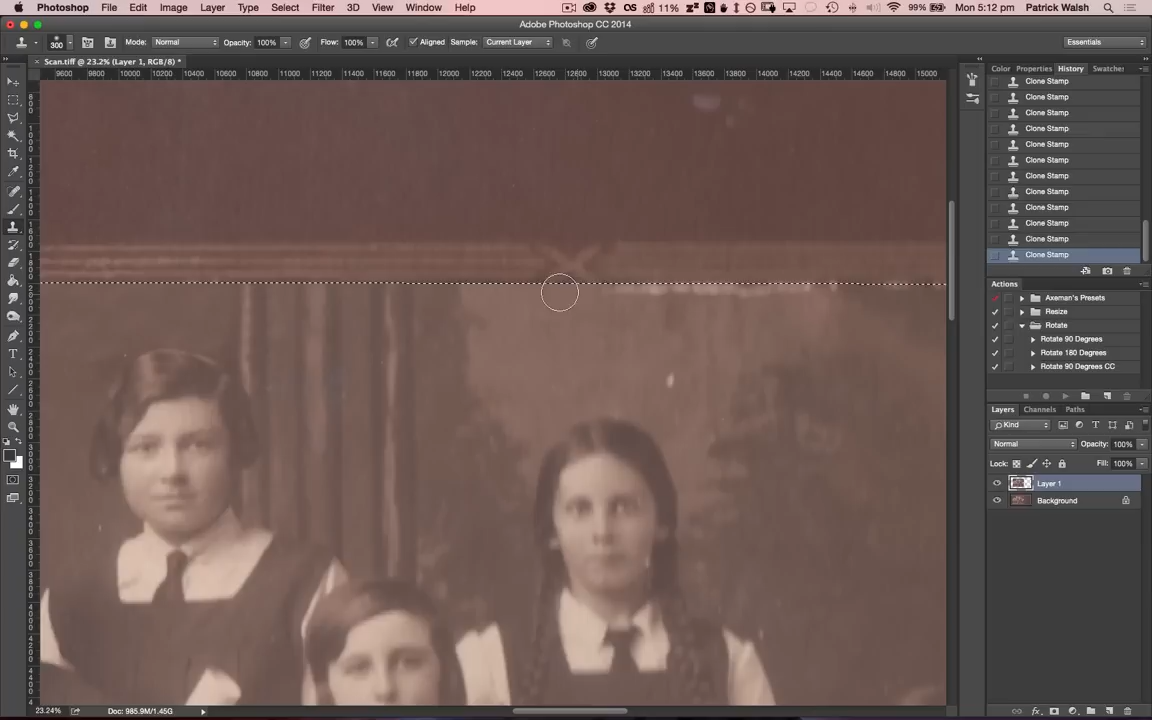 Photoshop File Edit Image Layer Type Select Filter 3D View Window Help 11% 99% Mon 5:12 pm Patrick Walsh
Adobe Photoshop CC 2014
300 Mode: Normal Opacity: 100% Flow: 100% Aligned Sample: Current Layer Essentials
Scan.tiff @ 23.2% (Layer 1, RGB/8) *
9600 9800 10000 10200 10400 10600 10800 11000 11200 11400 11600 11800 12000 12200 12400 12600 12800 13000 13200 13400 13600 13800 14000 14200 14400 14600 14800 15000
Color Properties History Swatches
Clone Stamp
Clone Stamp
Clone Stamp
Clone Stamp
Clone Stamp
Clone Stamp
Clone Stamp
Clone Stamp
Clone Stamp
Clone Stamp
Clone Stamp
Clone Stamp
Actions
Axeman's Presets
Resize
Rotate
Rotate 90 Degrees
Rotate 180 Degrees
Rotate 90 Degrees CC
Layers Channels Paths
Kind
Normal Opacity: 100%
Lock: Fill: 100%
Layer 1
Background
23.24% Doc: 985.9M/1.45G